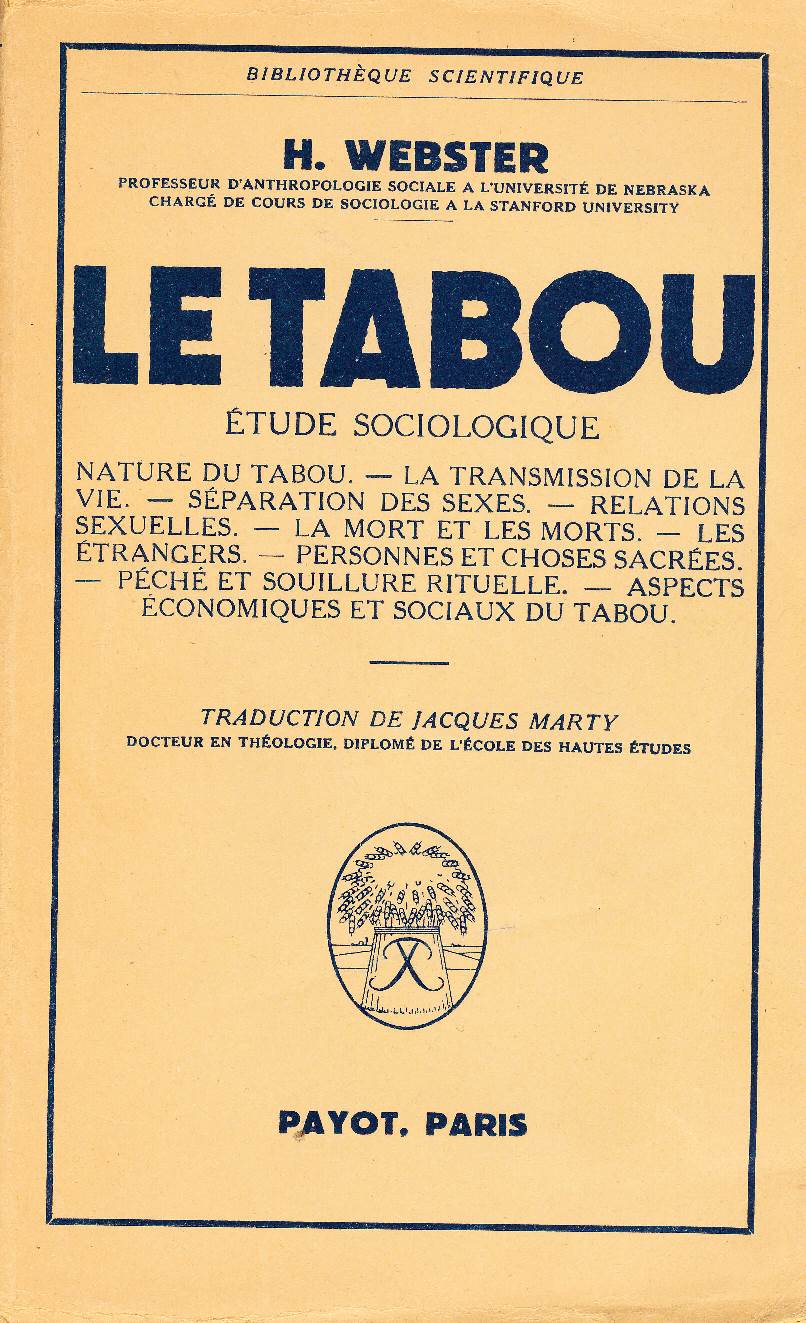 BIBLIOTHÈQUE SCIENTIFIQUE
H. WEBSTER
PROFESSEUR D'ANTHROPOLOGIE SOCIALE A L'UNIVERSITÉ DE NEBRASKA
CHARGÉ DE COURS DE SOCIOLOGIE A LA STANFORD UNIVERSITY
LE TABOU
ÉTUDE SOCIOLOGIQUE
NATURE DU TABOU. — LA TRANSMISSION DE LA
VIE. — SÉPARATION DES SEXES. — RELATIONS
SEXUELLES. — LA MORT ET LES MORTS. — LES
ÉTRANGERS. — PERSONNES ET CHOSES SACRÉES.
— PÉCHÉ ET SOUILLURE RITUELLE. — ASPECTS
ÉCONOMIQUES ET SOCIAUX DU TABOU.
TRADUCTION DE JACQUES MARTY
DOCTEUR EN THÉOLOGIE, DIPLOMÉ DE L'ÉCOLE DES HAUTES ÉTUDES
PAYOT, PARIS